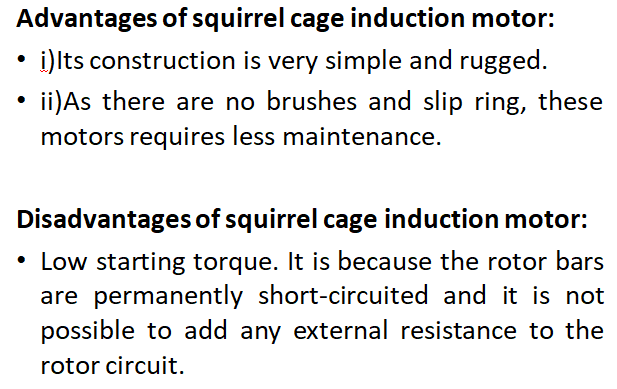 Advantages of squirrel cage induction motor:
• i)Its construction is very simple and rugged.
• ii)As there are no brushes and slip ring, these
motors requires less maintenance.
Disadvantages of squirrel cage induction motor:
• Low starting torque. It is because the rotor bars
are permanently short-circuited and it is not
possible to add any external resistance to the
rotor circuit.